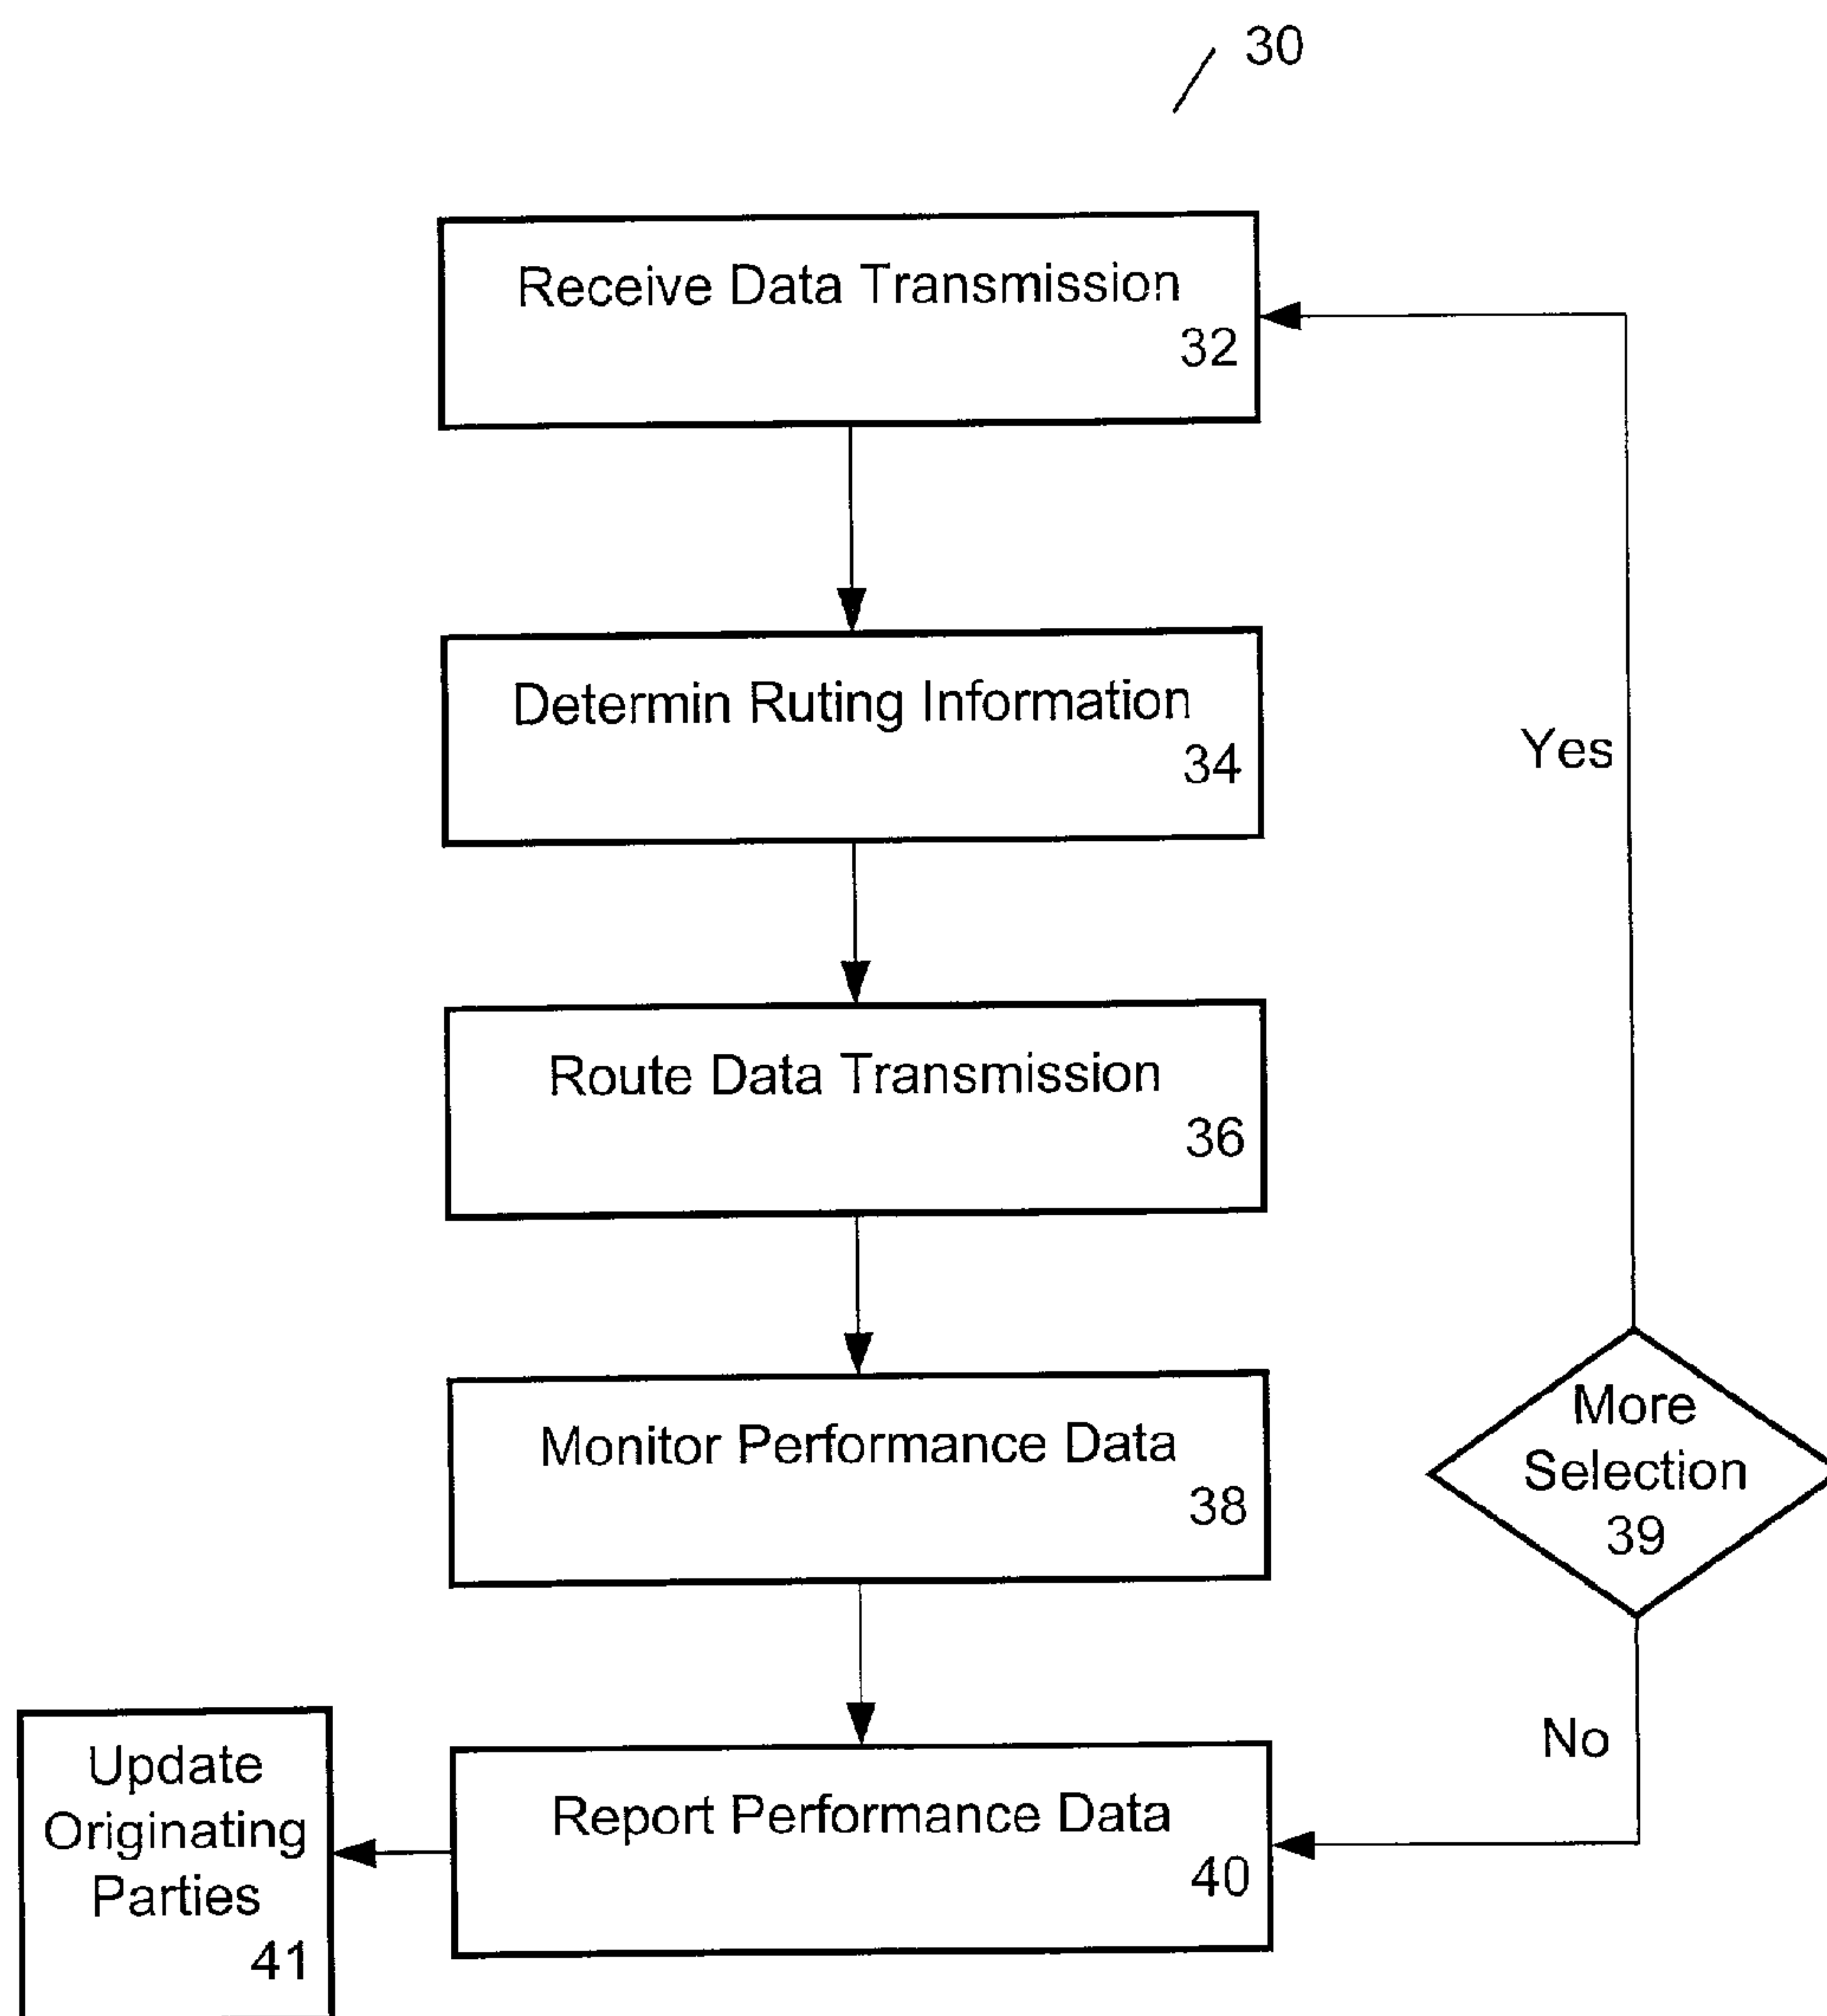 30
Receive Data Transmission
32
Determin Ruting Information
34
Yes
Route Data Transmission
36
Monitor Performance Data
38
More
Selection
39
No
Report Performance Data
40
Update
Originating
Parties
41